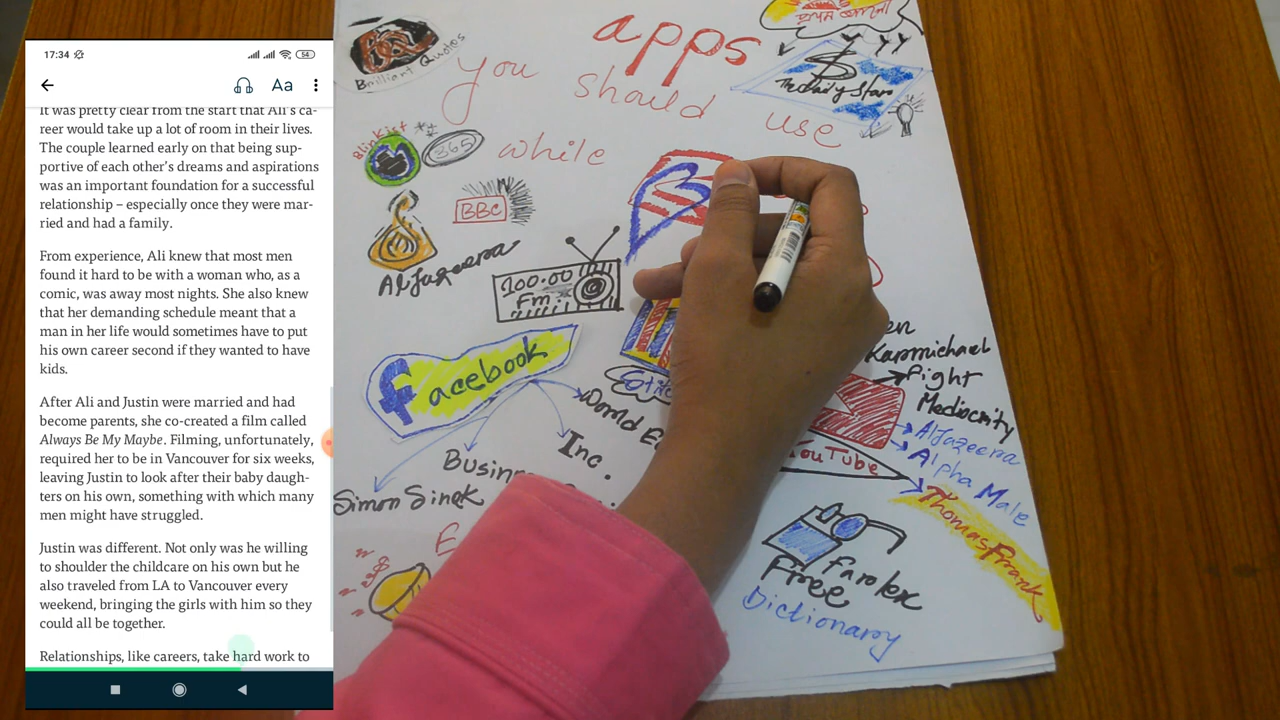 17:34
54
Aa
It was pretty clear from the start that Ali's ca-
reer would take up a lot of room in their lives.
The couple learned early on that being sup-
portive of each other's dreams and aspirations
was an important foundation for a successful
relationship – especially once they were mar-
ried and had a family.
From experience, Ali knew that most men
found it hard to be with a woman who, as a
comic, was away most nights. She also knew
that her demanding schedule meant that a
man in her life would sometimes have to put
his own career second if they wanted to have
kids.
After Ali and Justin were married and had
become parents, she co-created a film called
Always Be My Maybe. Filming, unfortunately,
required her to be in Vancouver for six weeks,
leaving Justin to look after their baby daugh-
ters on his own, something with which many
men might have struggled.
Justin was different. Not only was he willing
to shoulder the childcare on his own but he
also traveled from LA to Vancouver every
weekend, bringing the girls with him so they
could all be together.
Relationships, like careers, take hard work to
apps
you should use
while
Brilliant Quotes
প্রথম আলো
The Daily Star
Blinkist
365
BBC
AlJazeera
100.00
Fm
facebook
Simon Sinek
Inc.
World
Karmichael
Fight
Mediocrity
AlJazeera
Alpha Male
Thomas Frank
YouTube
Free
Farlex
Dictionary